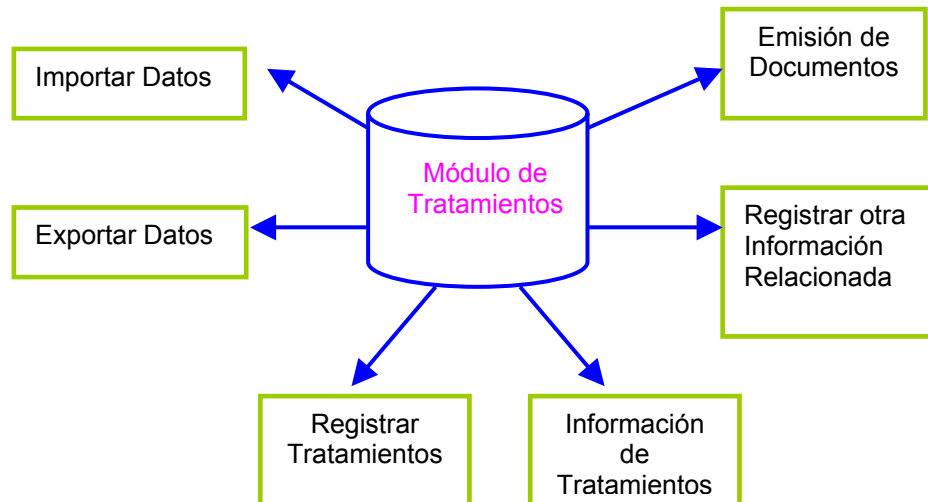 Importar Datos
Emisión de
Documentos
Módulo de
Tratamientos
Exportar Datos
Registrar otra
Información
Relacionada
Registrar
Tratamientos
Información
de
Tratamientos